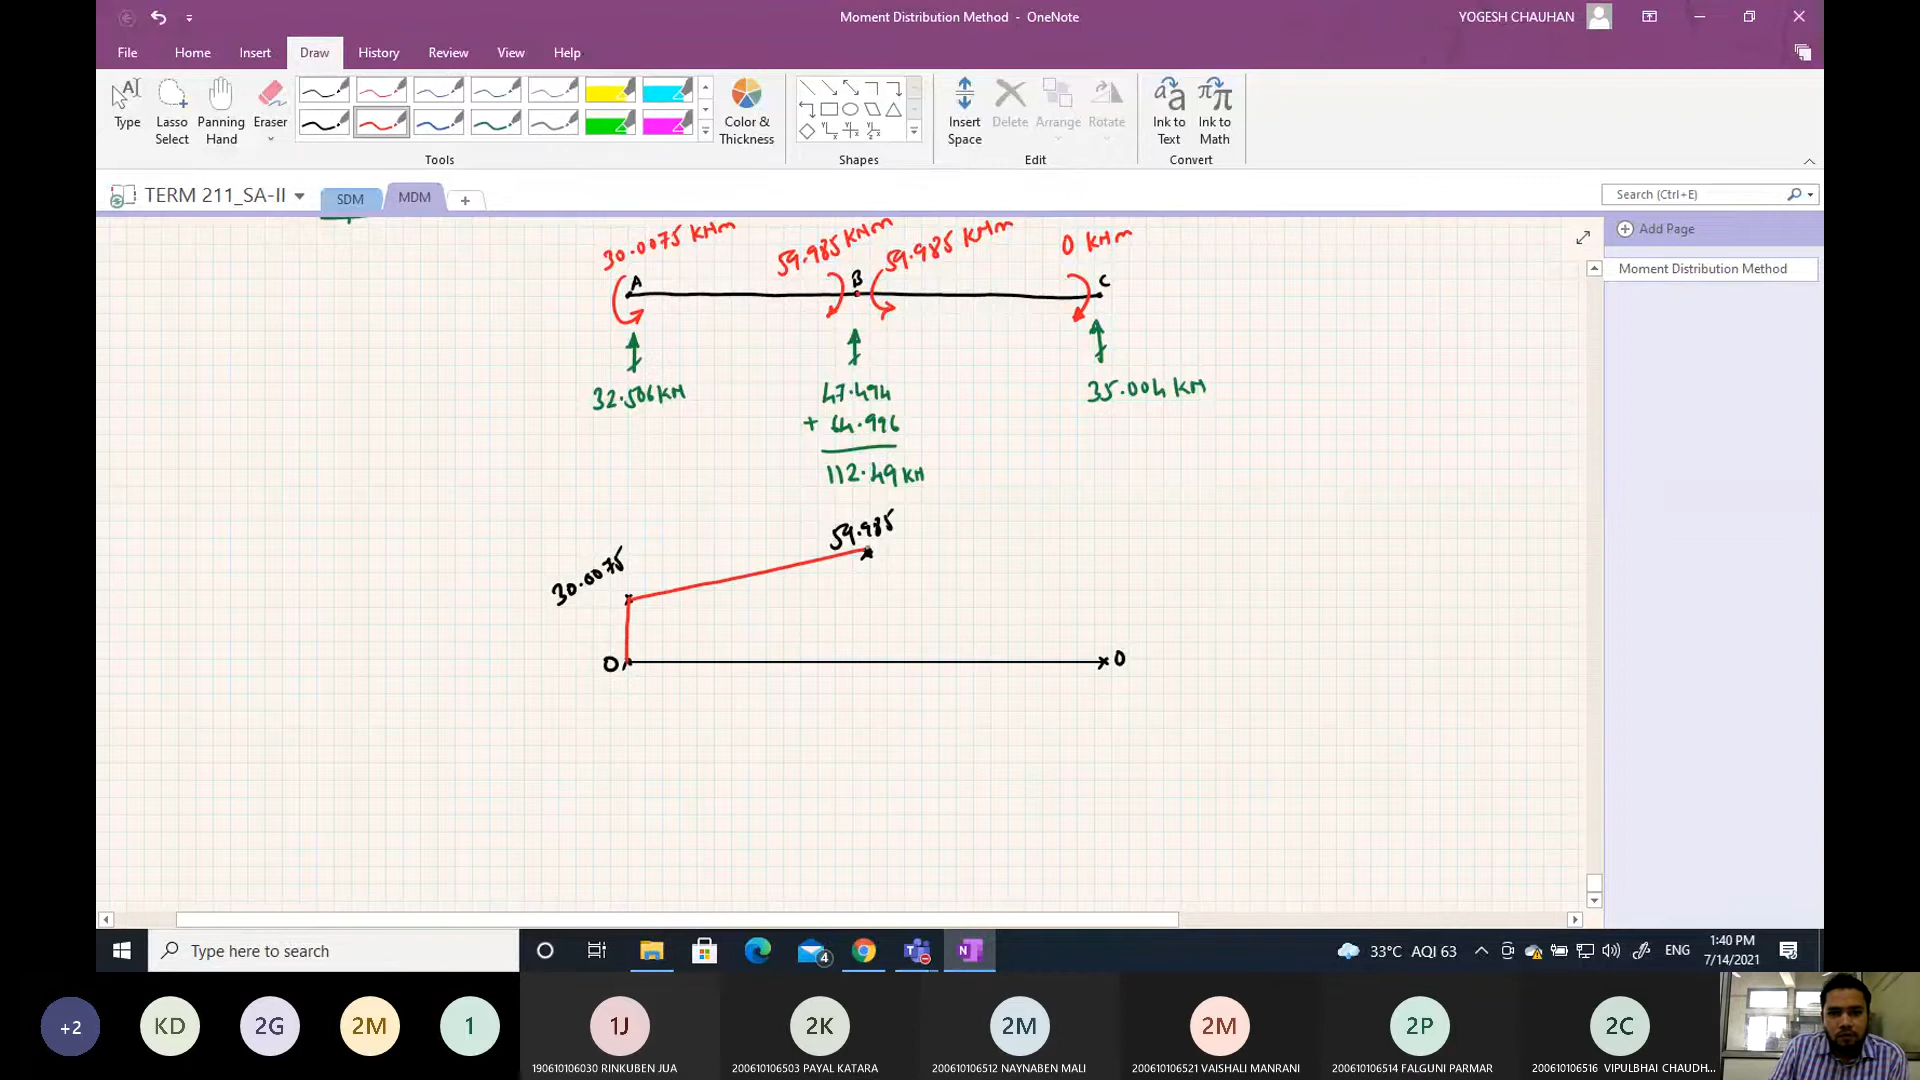 Moment Distribution Method - OneNote
YOGESH CHAUHAN
File Home Insert Draw History Review View Help
Type
Lasso Select
Panning Hand
Eraser
Color & Thickness
Insert Space
Delete
Arrange
Rotate
Ink to Text
Ink to Math
Tools
Shapes
Edit
Convert
TERM 211_SA-II
SDM
MDM
Search (Ctrl+E)
Add Page
Moment Distribution Method
30.0075 KNm
59.985 KNm
59.985 KNm
0 KNm
A
B
C
32.506 KN
47.494
+ 64.996
112.49 KN
35.004 KN
59.985
30.0075
0
0
Type here to search
4
33°C AQI 63
ENG
1:40 PM
7/14/2021
+2
KD
2G
2M
1
1J
2K
2M
2M
2P
2C
190610106030 RINKUBEN JUA
200610106503 PAYAL KATARA
200610106512 NAYNABEN MALI
200610106521 VAISHALI MANRANI
200610106514 FALGUNI PARMAR
200610106516 VIPULBHAI CHAUDH...